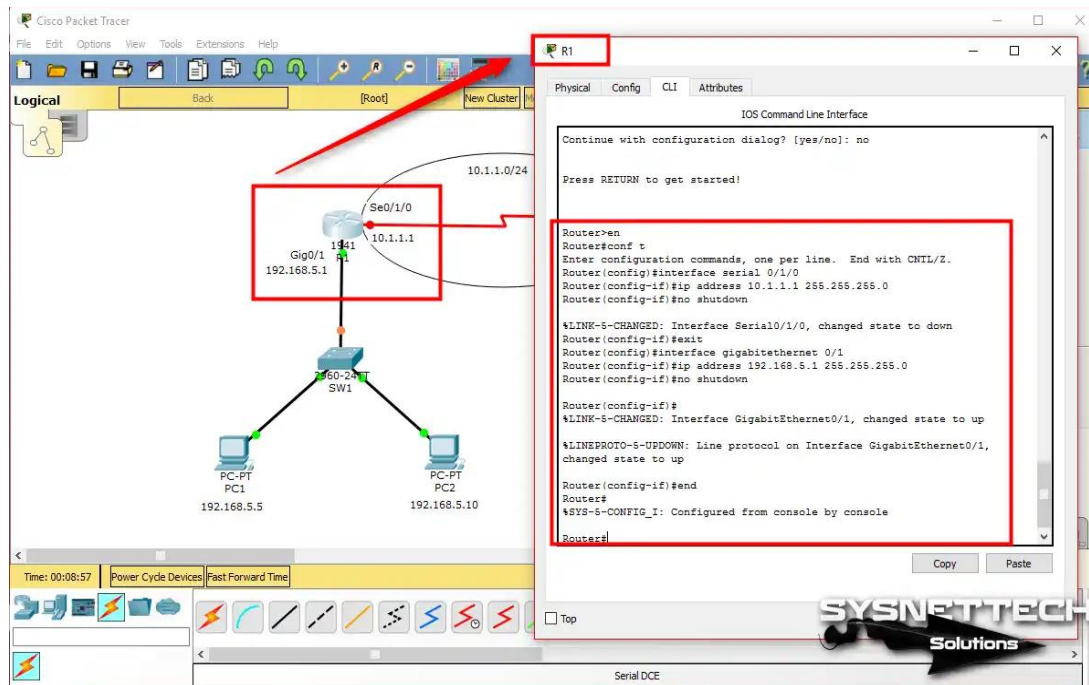 Cisco Packet Tracer
File Edit Options View Tools Extensions Help
Logical
Back
[Root]
New Cluster
10.1.1.0/24
Se0/1/0
10.1.1.1
1941
R1
Gig0/1
192.168.5.1
SW1
PC-PT
PC1
192.168.5.5
PC-PT
PC2
192.168.5.10
Time: 00:08:57
Power Cycle Devices
Fast Forward Time
Serial DCE
R1
Physical Config CLI Attributes
IOS Command Line Interface
Continue with configuration dialog? [yes/no]: no
Press RETURN to get started!
Router>en
Router#conf t
Enter configuration commands, one per line. End with CNTL/Z.
Router(config)#interface serial 0/1/0
Router(config-if)#ip address 10.1.1.1 255.255.255.0
Router(config-if)#no shutdown
%LINK-5-CHANGED: Interface Serial0/1/0, changed state to down
Router(config-if)#exit
Router(config)#interface gigabitethernet 0/1
Router(config-if)#ip address 192.168.5.1 255.255.255.0
Router(config-if)#no shutdown
Router(config-if)#
%LINK-5-CHANGED: Interface GigabitEthernet0/1, changed state to up
%LINEPROTO-5-UPDOWN: Line protocol on Interface GigabitEthernet0/1,
changed state to up
Router(config-if)#end
Router#
%SYS-5-CONFIG_I: Configured from console by console
Router#
Copy
Paste
Top
SYSNETTECH
Solutions